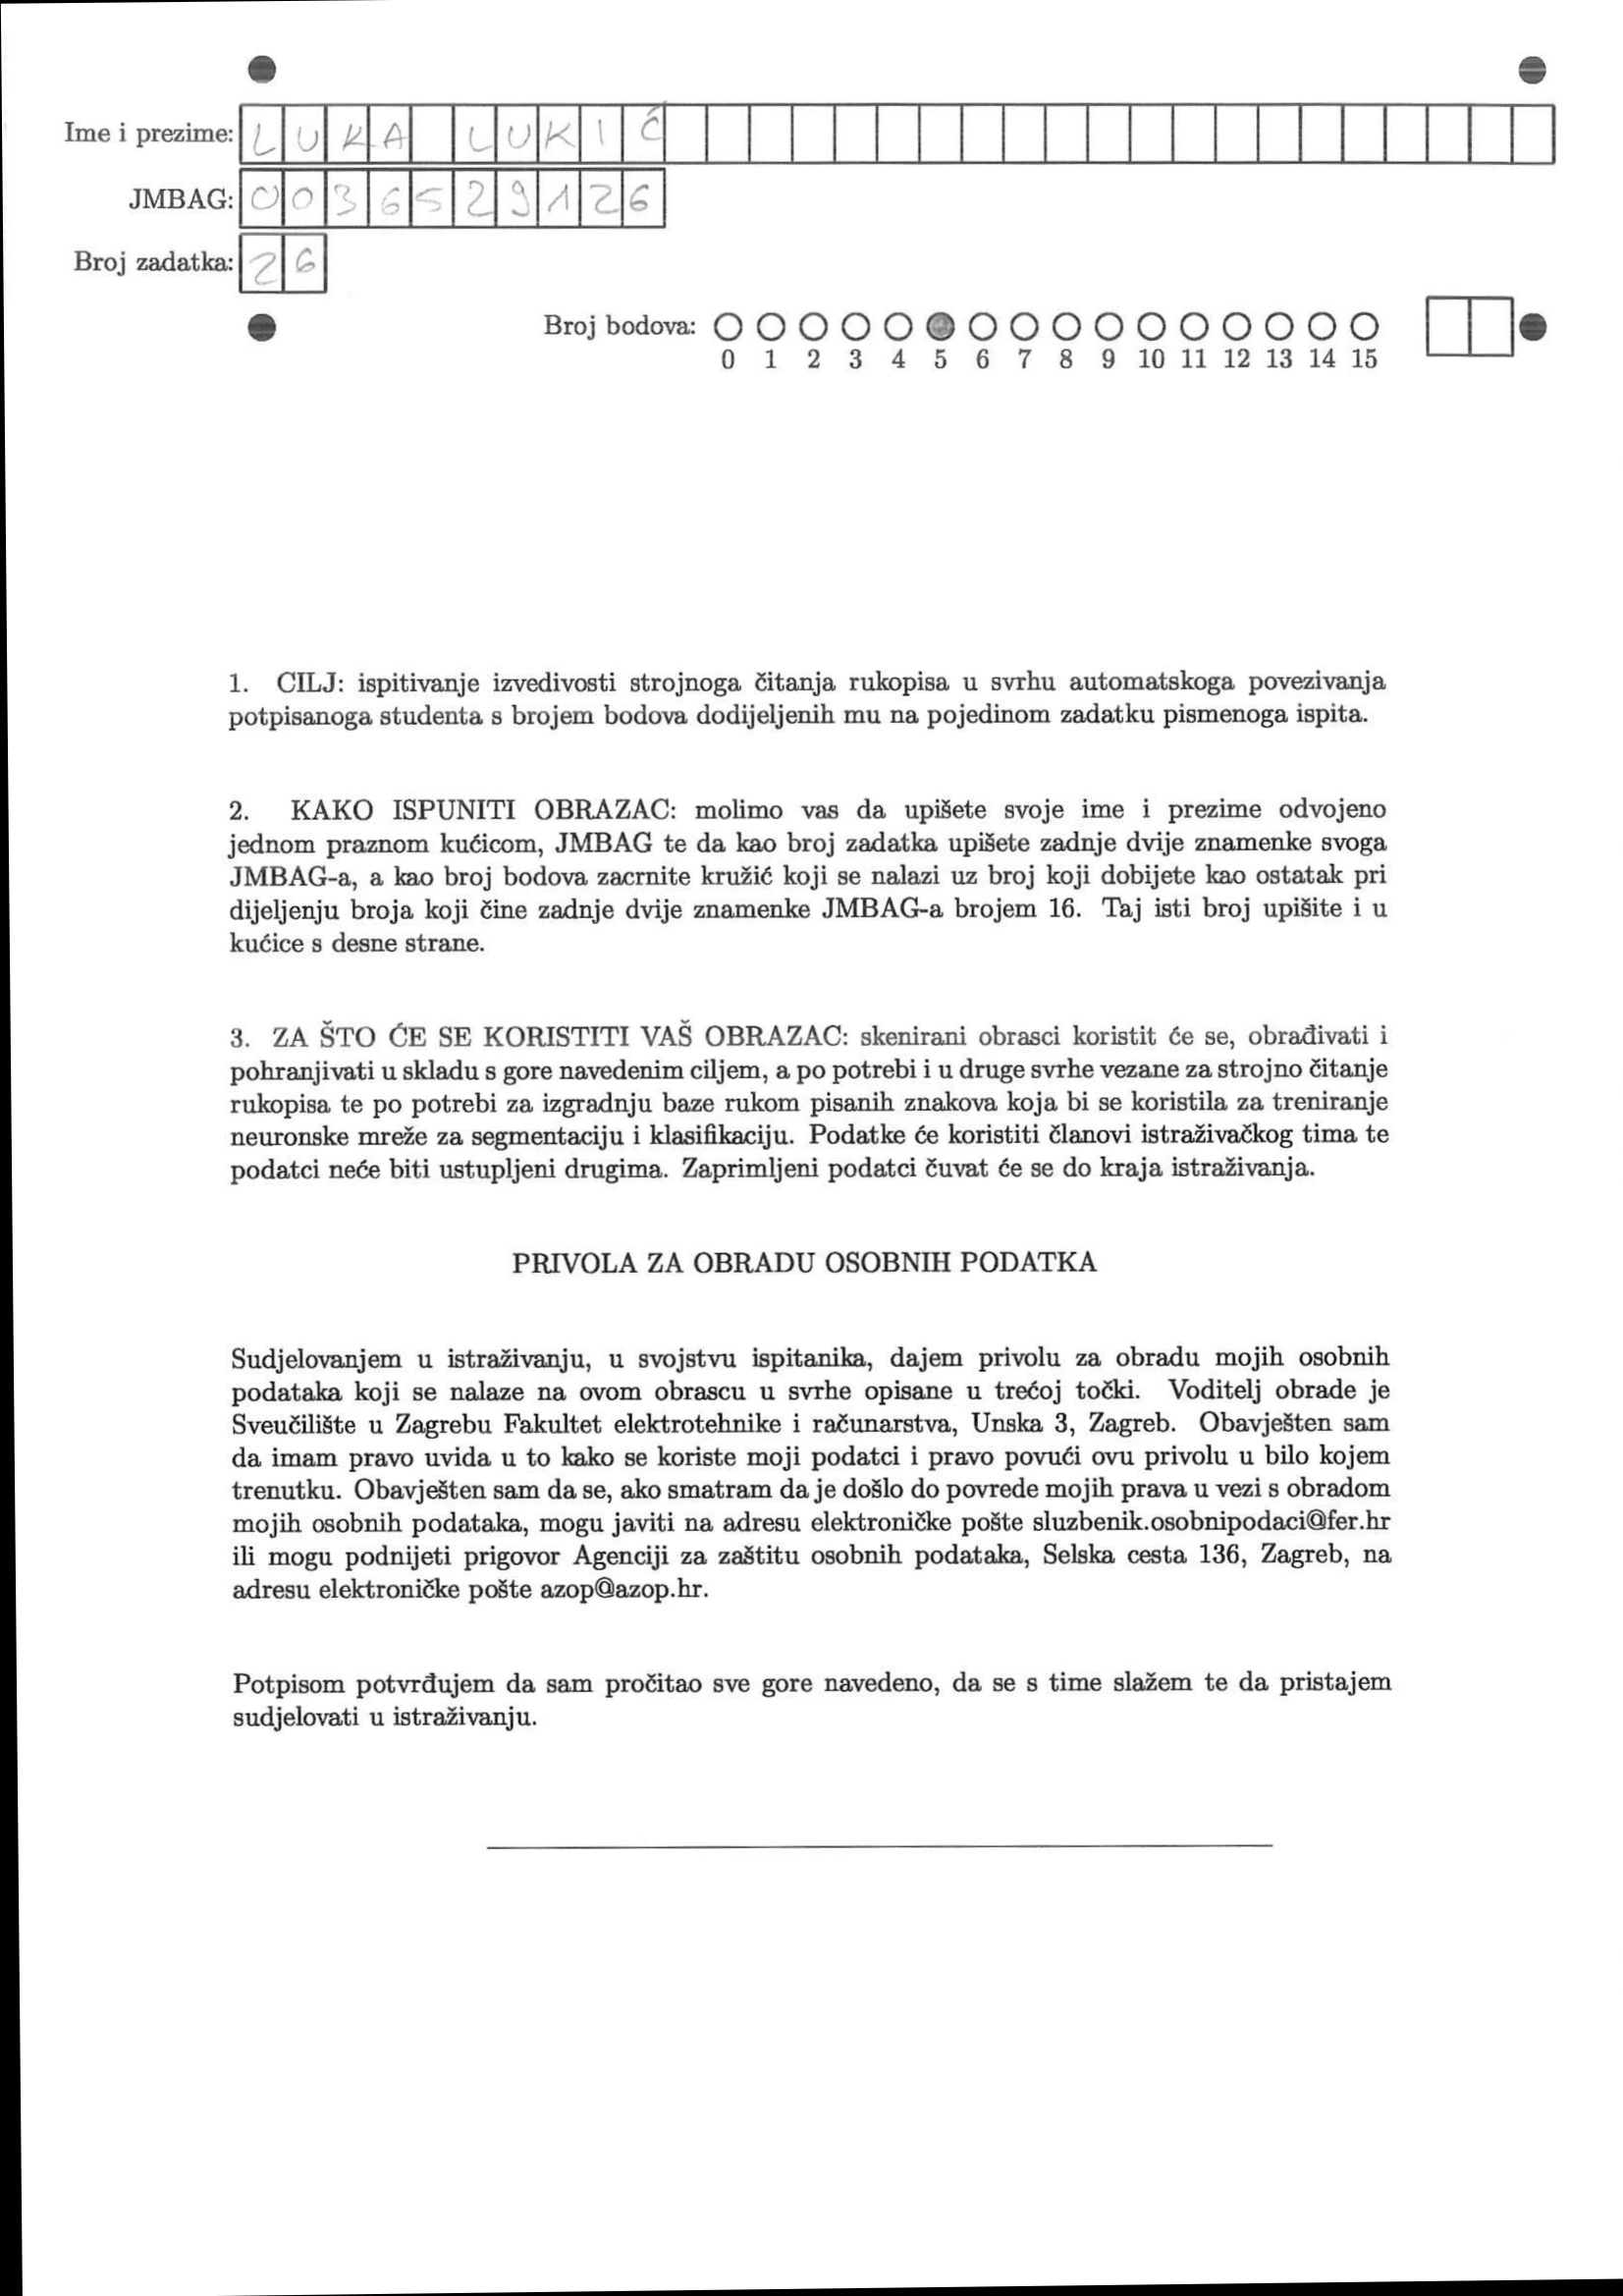 Ime i prezime: LUKA LUKIĆ
JMBAG: 0036529126
Broj zadatka: 26
Broj bodova:
0 1 2 3 4 5 6 7 8 9 10 11 12 13 14 15
1. CILJ: ispitivanje izvedivosti strojnoga čitanja rukopisa u svrhu automatskoga povezivanja
potpisanoga studenta s brojem bodova dodijeljenih mu na pojedinom zadatku pismenoga ispita.
2. KAKO ISPUNITI OBRAZAC: molimo vas da upišete svoje ime i prezime odvojeno
jednom praznom kućicom, JMBAG te da kao broj zadatka upišete zadnje dvije znamenke svoga
JMBAG-a, a kao broj bodova zacrnite kružić koji se nalazi uz broj koji dobijete kao ostatak pri
dijeljenju broja koji čine zadnje dvije znamenke JMBAG-a brojem 16. Taj isti broj upišite i u
kućice s desne strane.
3. ZA ŠTO ĆE SE KORISTITI VAŠ OBRAZAC: skenirani obrasci koristit će se, obrađivati i
pohranjivati u skladu s gore navedenim ciljem, a po potrebi i u druge svrhe vezane za strojno čitanje
rukopisa te po potrebi za izgradnju baze rukom pisanih znakova koja bi se koristila za treniranje
neuronske mreže za segmentaciju i klasifikaciju. Podatke će koristiti članovi istraživačkog tima te
podatci neće biti ustupljeni drugima. Zaprimljeni podatci čuvat će se do kraja istraživanja.
PRIVOLA ZA OBRADU OSOBNIH PODATKA
Sudjelovanjem u istraživanju, u svojstvu ispitanika, dajem privolu za obradu mojih osobnih
podataka koji se nalaze na ovom obrascu u svrhe opisane u trećoj točki. Voditelj obrade je
Sveučilište u Zagrebu Fakultet elektrotehnike i računarstva, Unska 3, Zagreb. Obavješten sam
da imam pravo uvida u to kako se koriste moji podatci i pravo povući ovu privolu u bilo kojem
trenutku. Obavješten sam da se, ako smatram da je došlo do povrede mojih prava u vezi s obradom
mojih osobnih podataka, mogu javiti na adresu elektroničke pošte sluzbenik.osobnipodaci@fer.hr
ili mogu podnijeti prigovor Agenciji za zaštitu osobnih podataka, Selska cesta 136, Zagreb, na
adresu elektroničke pošte azop@azop.hr.
Potpisom potvrđujem da sam pročitao sve gore navedeno, da se s time slažem te da pristajem
sudjelovati u istraživanju.